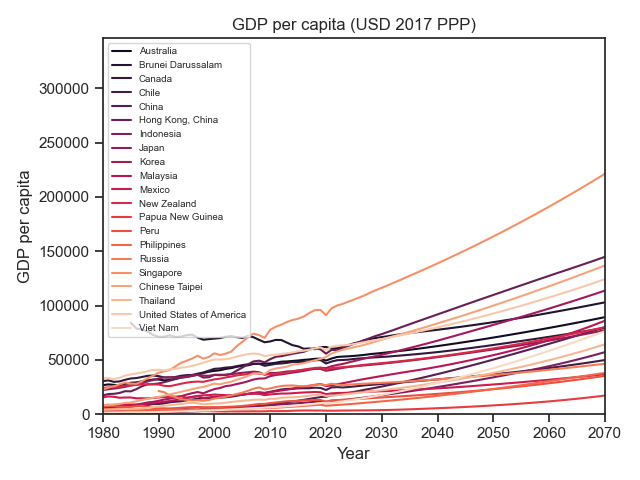 GDP per capita (USD 2017 PPP)
GDP per capita
300000
250000
200000
150000
100000
50000
0
Australia
Brunei Darussalam
Canada
Chile
China
Hong Kong, China
Indonesia
Japan
Korea
Malaysia
Mexico
New Zealand
Papua New Guinea
Peru
Philippines
Russia
Singapore
Chinese Taipei
Thailand
United States of America
Viet Nam
1980 1990 2000 2010 2020 2030 2040 2050 2060 2070
Year